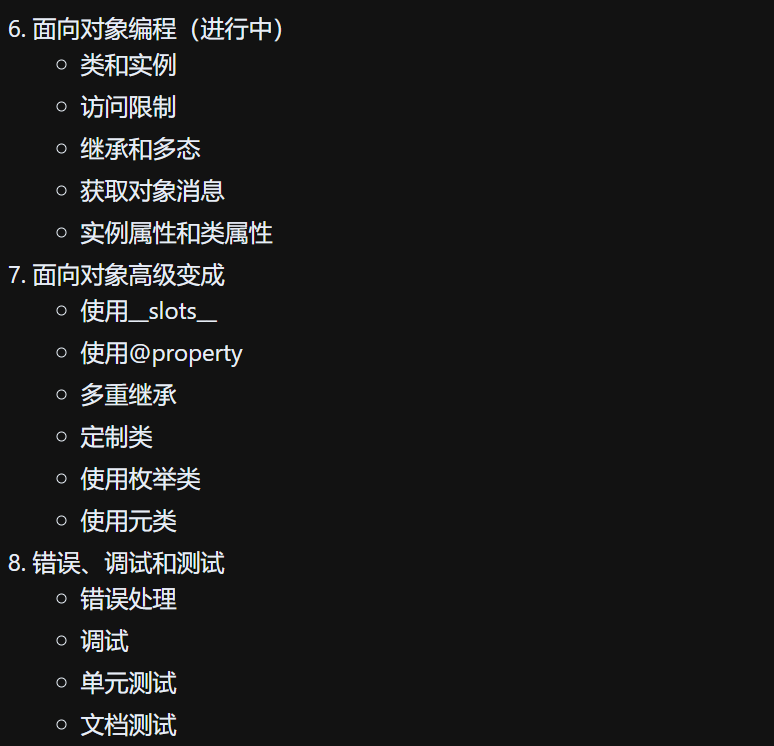 6. 面向对象编程（进行中）
○ 类和实例
○ 访问限制
○ 继承和多态
○ 获取对象消息
○ 实例属性和类属性
7. 面向对象高级变成
○ 使用__slots__
○ 使用@property
○ 多重继承
○ 定制类
○ 使用枚举类
○ 使用元类
8. 错误、调试和测试
○ 错误处理
○ 调试
○ 单元测试
○ 文档测试